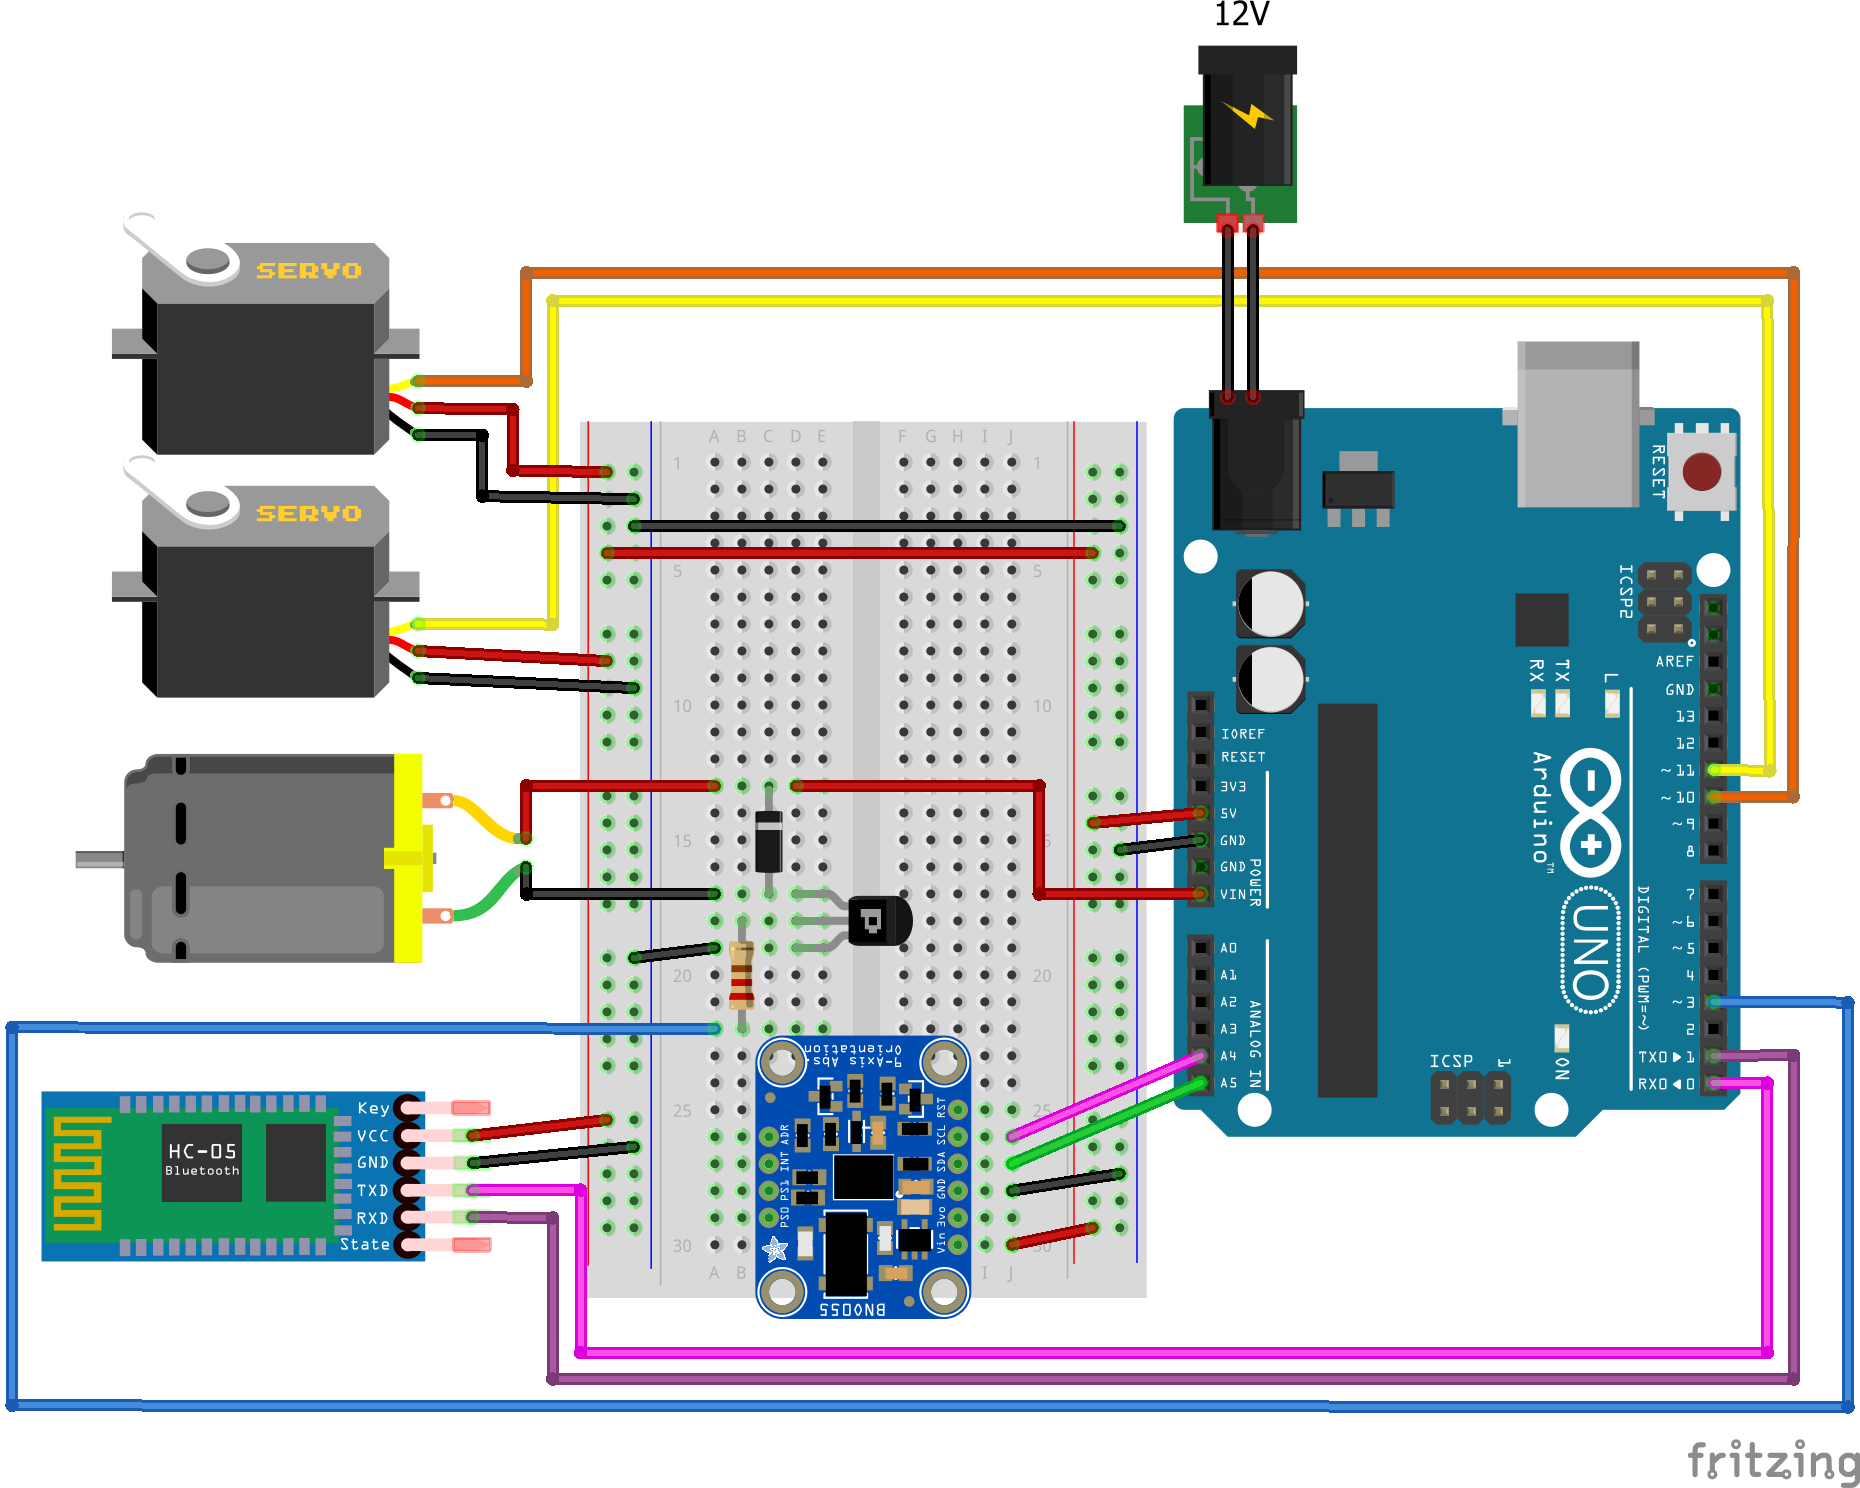 12V
SERVO
SERVO
A B C D E F G H I J
1 1
5 5
10 10
15 5
20 20
25 25
30 30
A B I J
HC-05
Bluetooth
Key
VCC
GND
TXD
RXD
State
9-Axis Abs.
Orientation
ADR
INT
PS1
PS0
RST
SCL
SDA
GND
3vo
Vin
BNO055
RESET
ICSP2
AREF
GND
13
12
~11
~10
~9
8
7
~6
~5
4
~3
2
TX0▶1
RX0◀0
RX
TX
L
IOREF
RESET
3V3
5V
GND
GND
VIN
POWER
A0
A1
A2
A3
A4
A5
ANALOG IN
Arduino™
UNO
DIGITAL (PWM=~)
ICSP
1
ON
fritzing